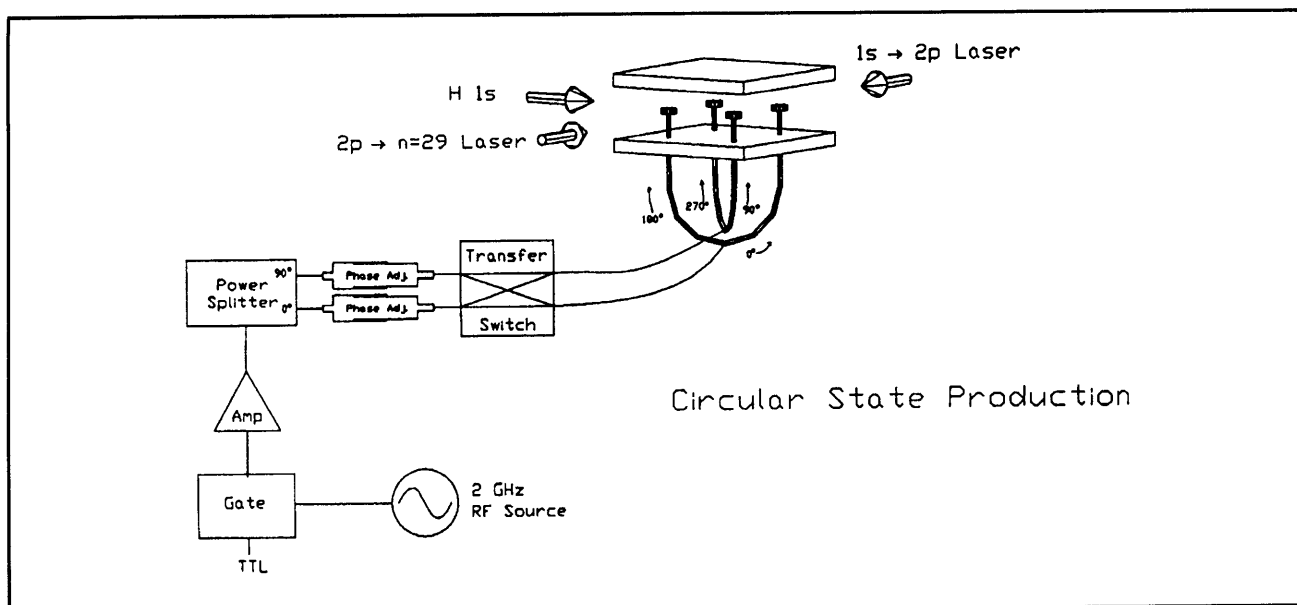 1s → 2p Laser
H 1s
2p → n=29 Laser
180°
270°
90°
0°
Power
Splitter
90°
0°
Phase Adj.
Phase Adj.
Transfer
Switch
Amp
Circular State Production
Gate
2 GHz
RF Source
TTL